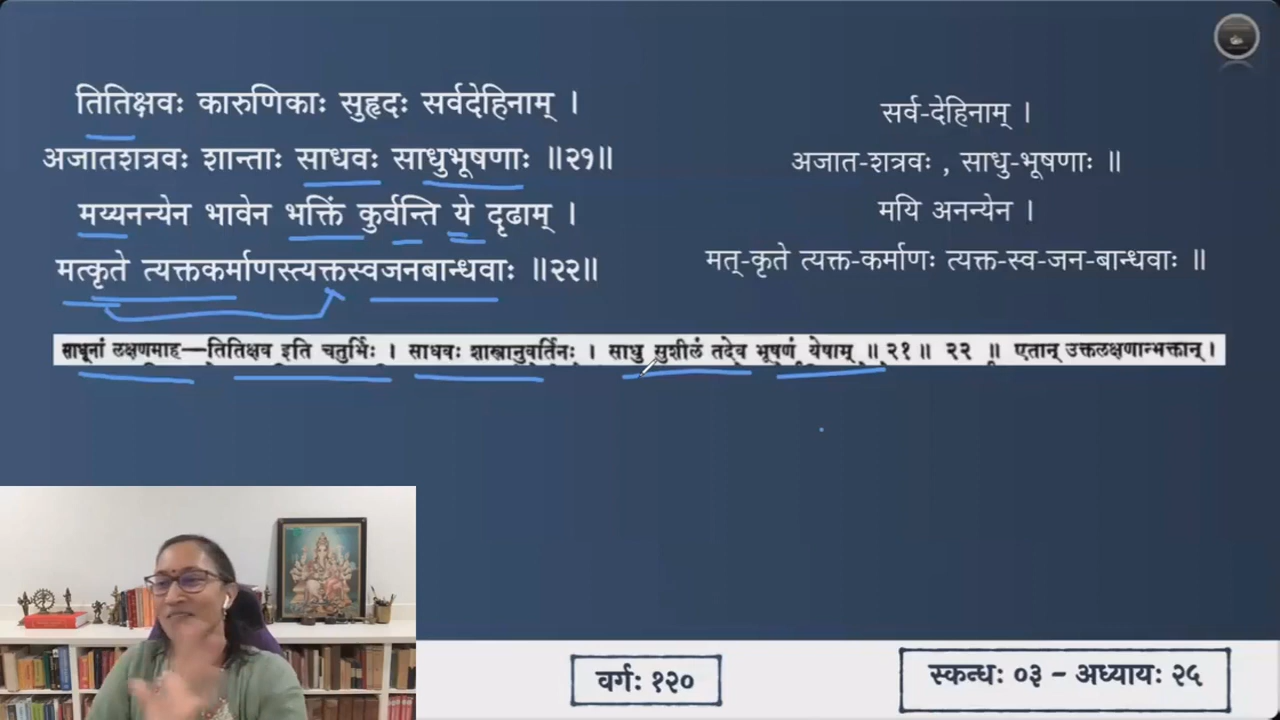 तितिक्षवः कारुणिकाः सुहृदः सर्वदेहिनाम् ।
अजातशत्रवः शान्ताः साधवः साधुभूषणाः ॥२१॥
मय्यनन्येन भावेन भक्तिं कुर्वन्ति ये दृढाम् ।
मत्कृते त्यक्तकर्माणस्त्यक्तस्वजनबान्धवाः ॥२२॥
सर्व-देहिनाम् ।
अजात-शत्रवः , साधु-भूषणाः ॥
मयि अनन्येन ।
मत्-कृते त्यक्त-कर्माणः त्यक्त-स्व-जन-बान्धवाः ॥
साधूनां लक्षणमाह—तितिक्षव इति चतुर्भिः । साधवः शास्त्रानुवर्तिनः । साधु सुशीलं तदेव भूषणं येषाम् ॥ २१ ॥ २२ ॥ एतान् उक्तलक्षणान्भक्तान् ।
वर्गः १२०
स्कन्धः ०३ – अध्यायः २५